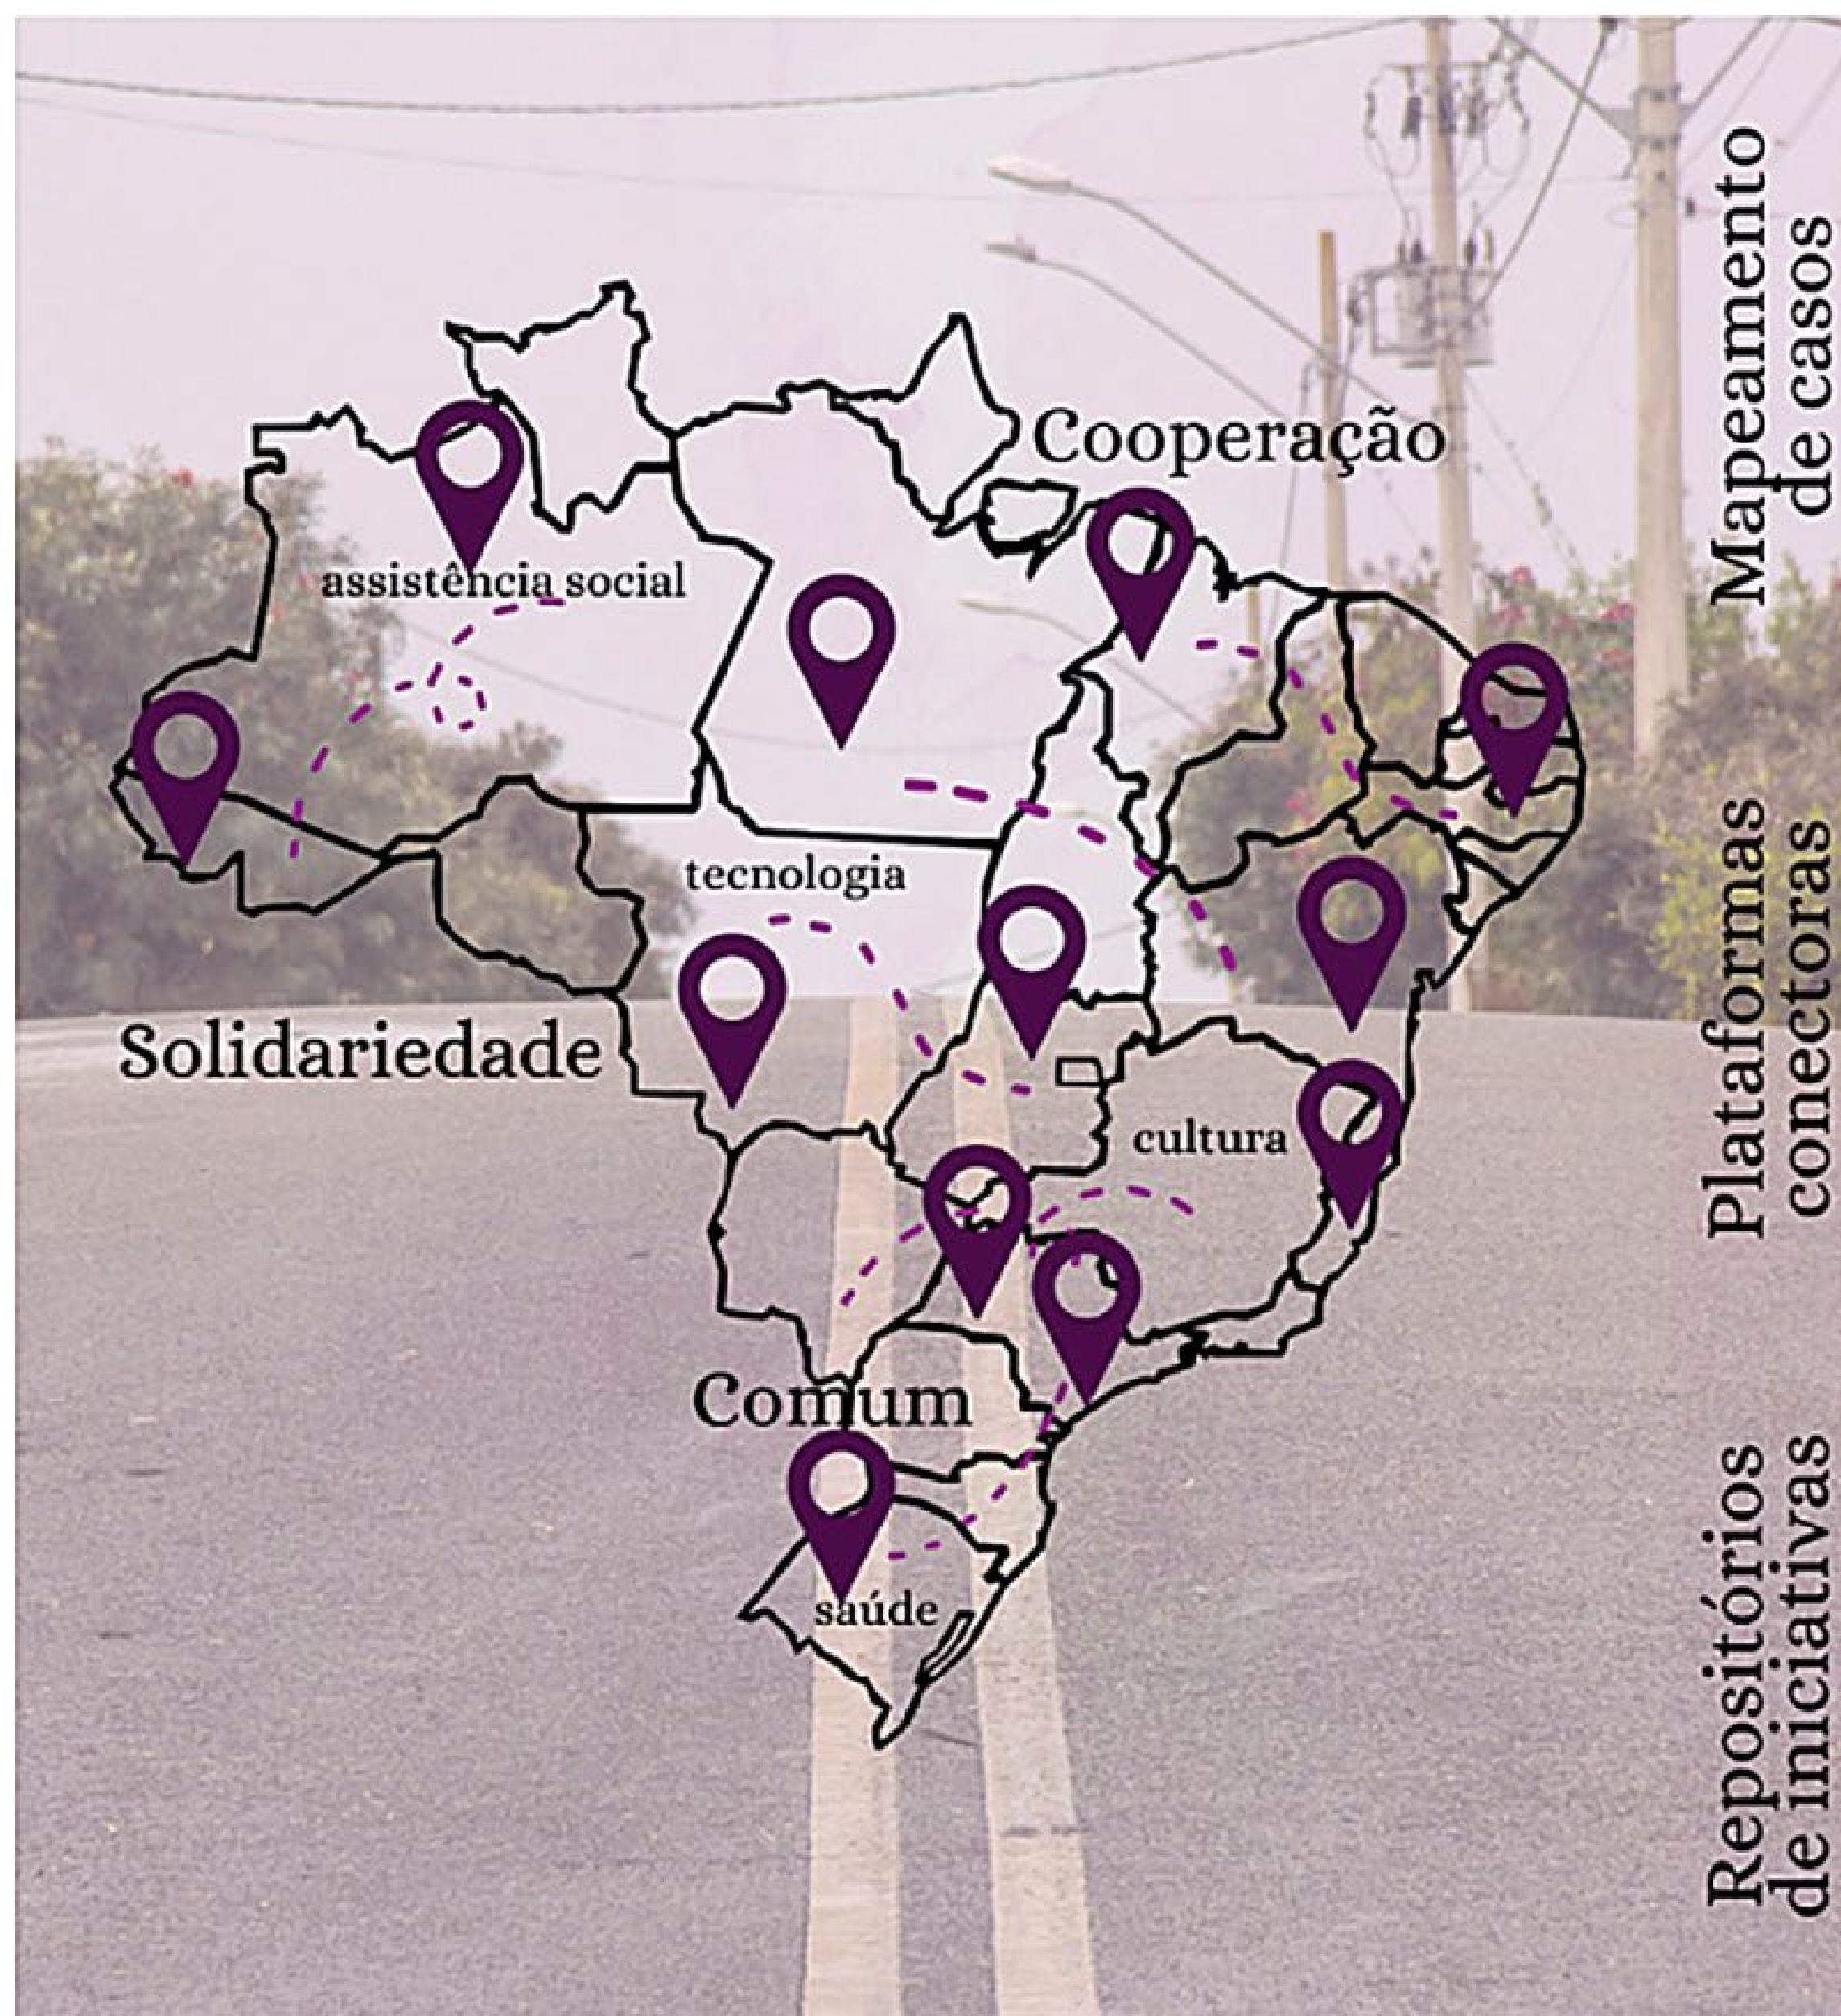 Cooperação
assistência social
tecnologia
Solidariedade
cultura
Comum
saúde
Mapeamento
de casos
Plataformas
conectoras
Repositórios
de iniciativas